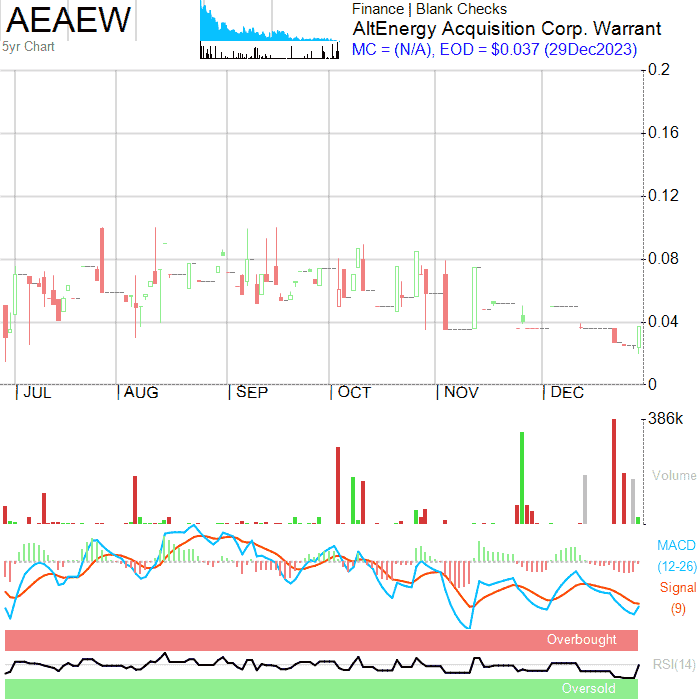 AEAEW
5yr Chart
Finance | Blank Checks
AltEnergy Acquisition Corp. Warrant
MC = (N/A), EOD = $0.037 (29Dec2023)
0.2
0.16
0.12
0.08
0.04
0
JUL AUG SEP OCT NOV DEC
386k
Volume
MACD
(12-26)
Signal
(9)
Overbought
RSI(14)
Oversold